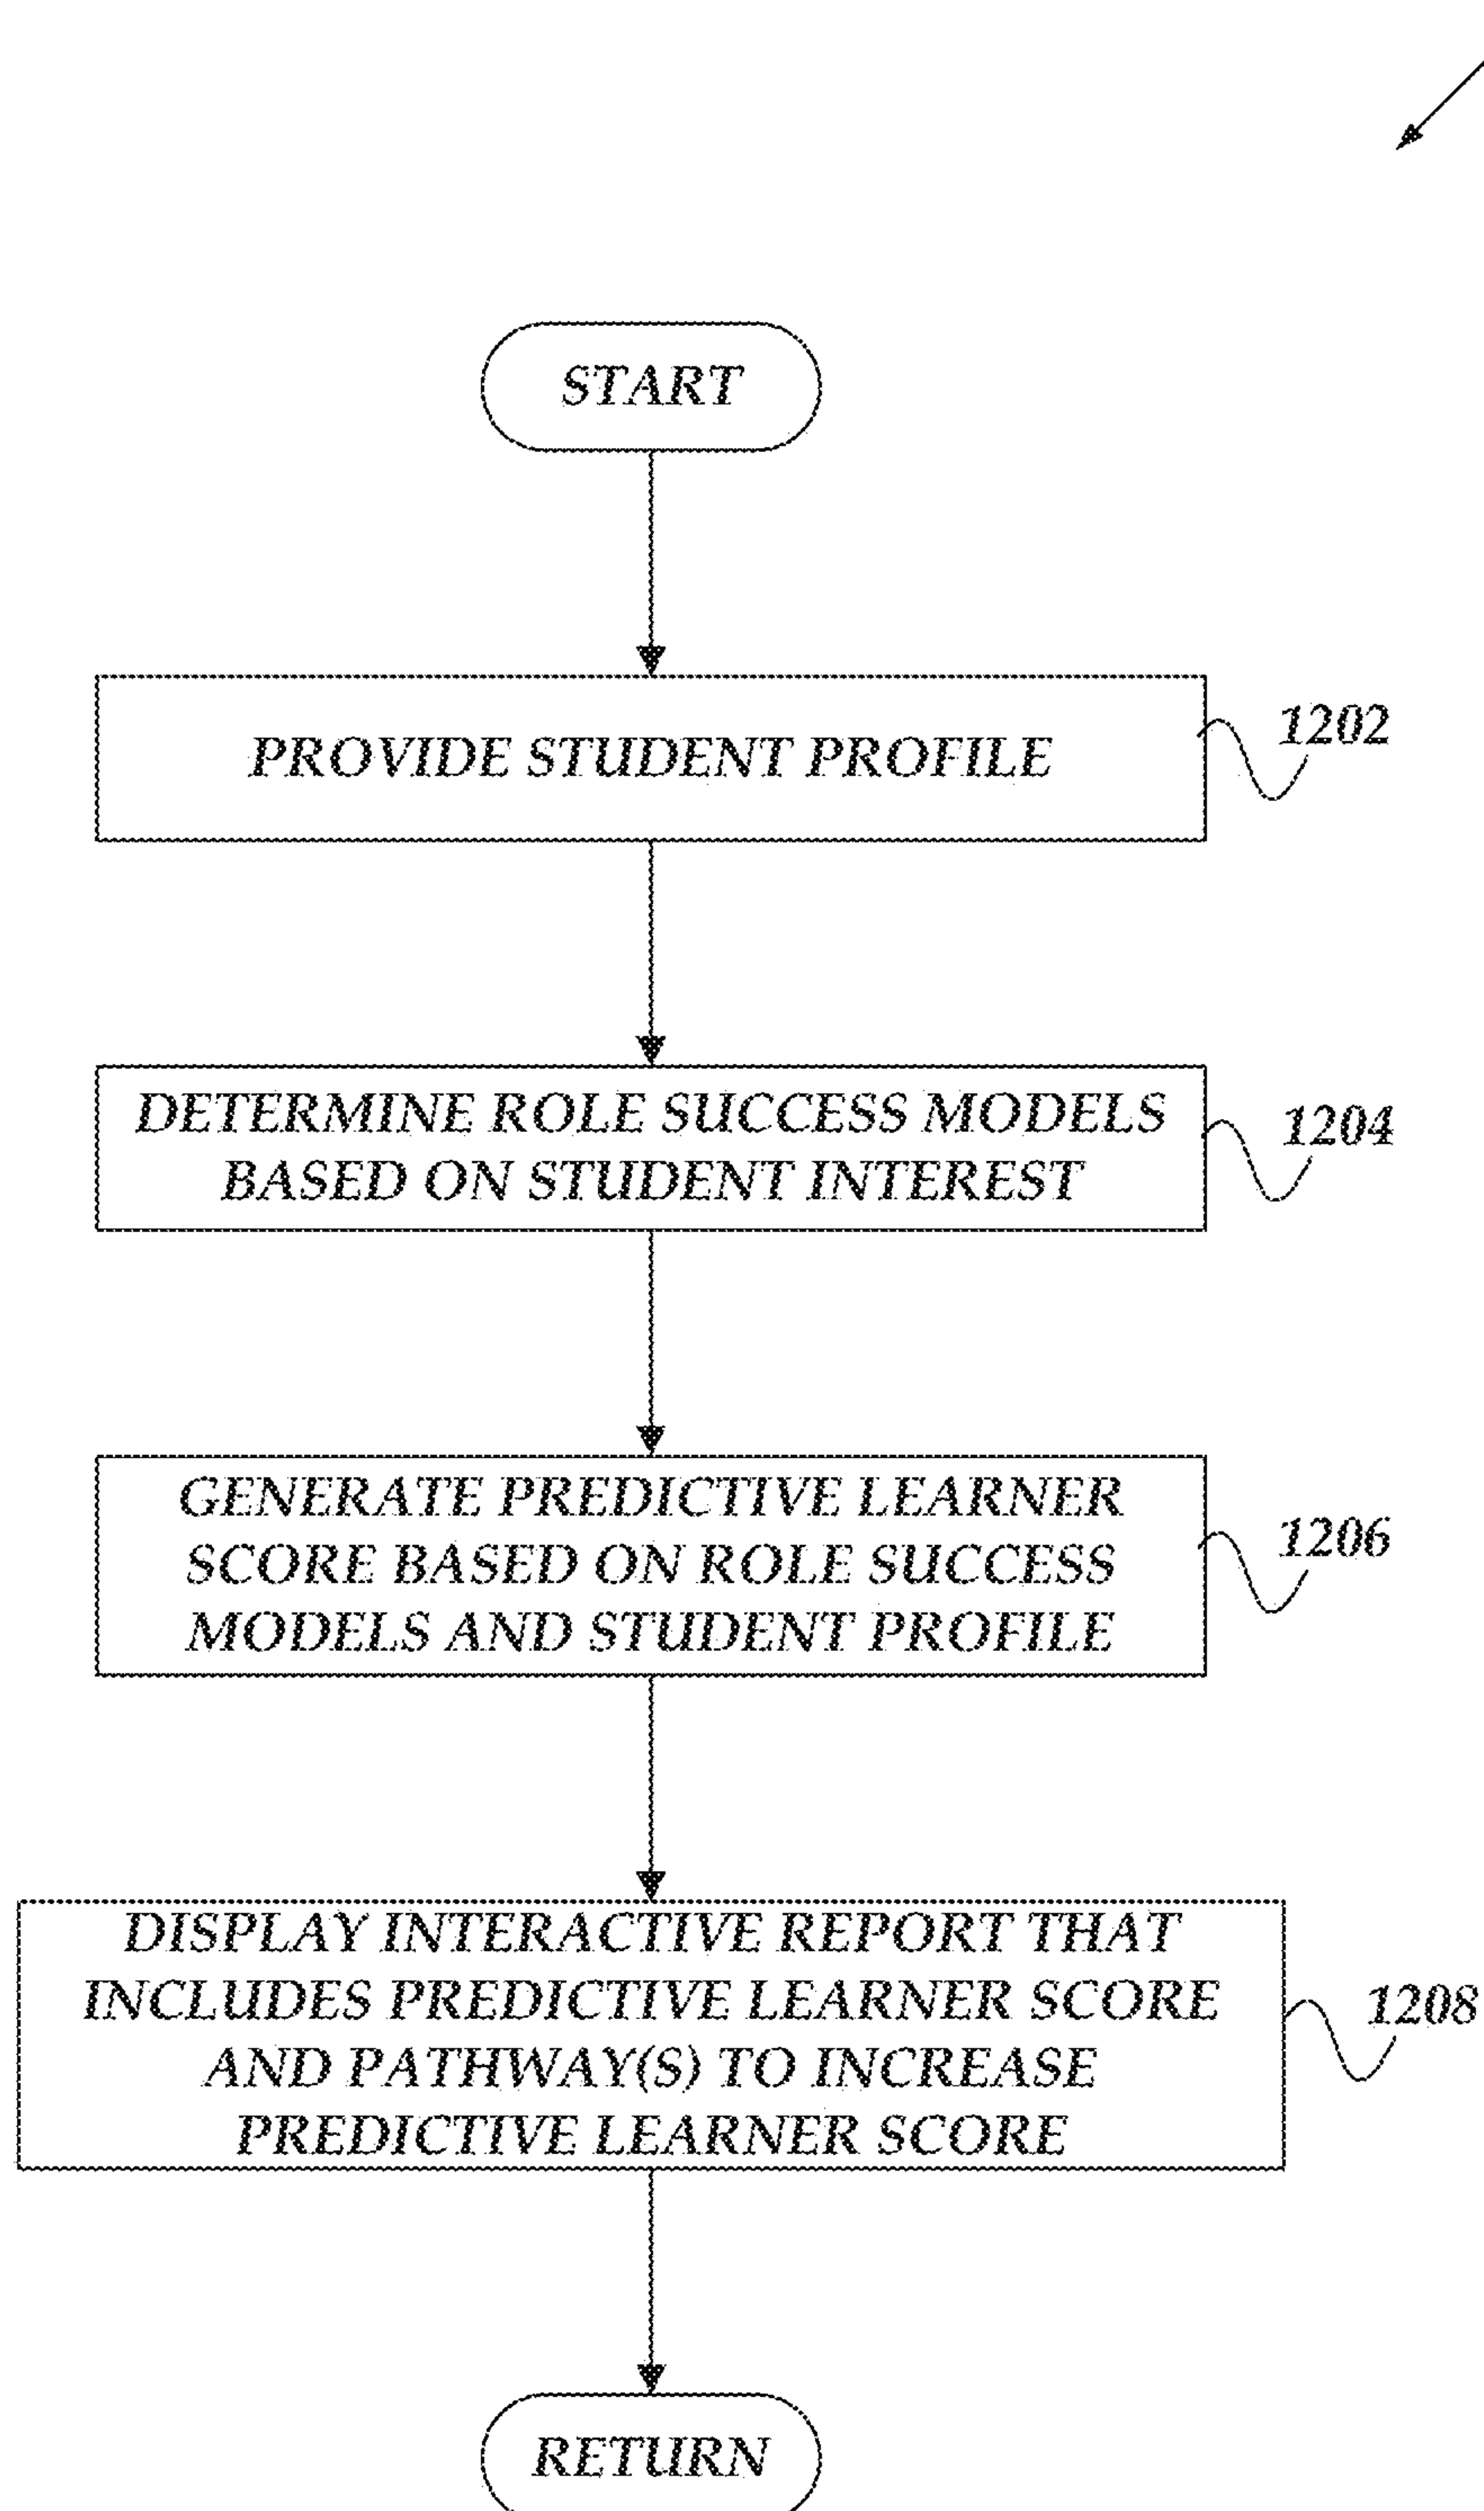 START
PROVIDE STUDENT PROFILE
1202
DETERMINE ROLE SUCCESS MODELS
BASED ON STUDENT INTEREST
1204
GENERATE PREDICTIVE LEARNER
SCORE BASED ON ROLE SUCCESS
MODELS AND STUDENT PROFILE
1206
DISPLAY INTERACTIVE REPORT THAT
INCLUDES PREDICTIVE LEARNER SCORE
AND PATHWAY(S) TO INCREASE
PREDICTIVE LEARNER SCORE
1208
RETURN